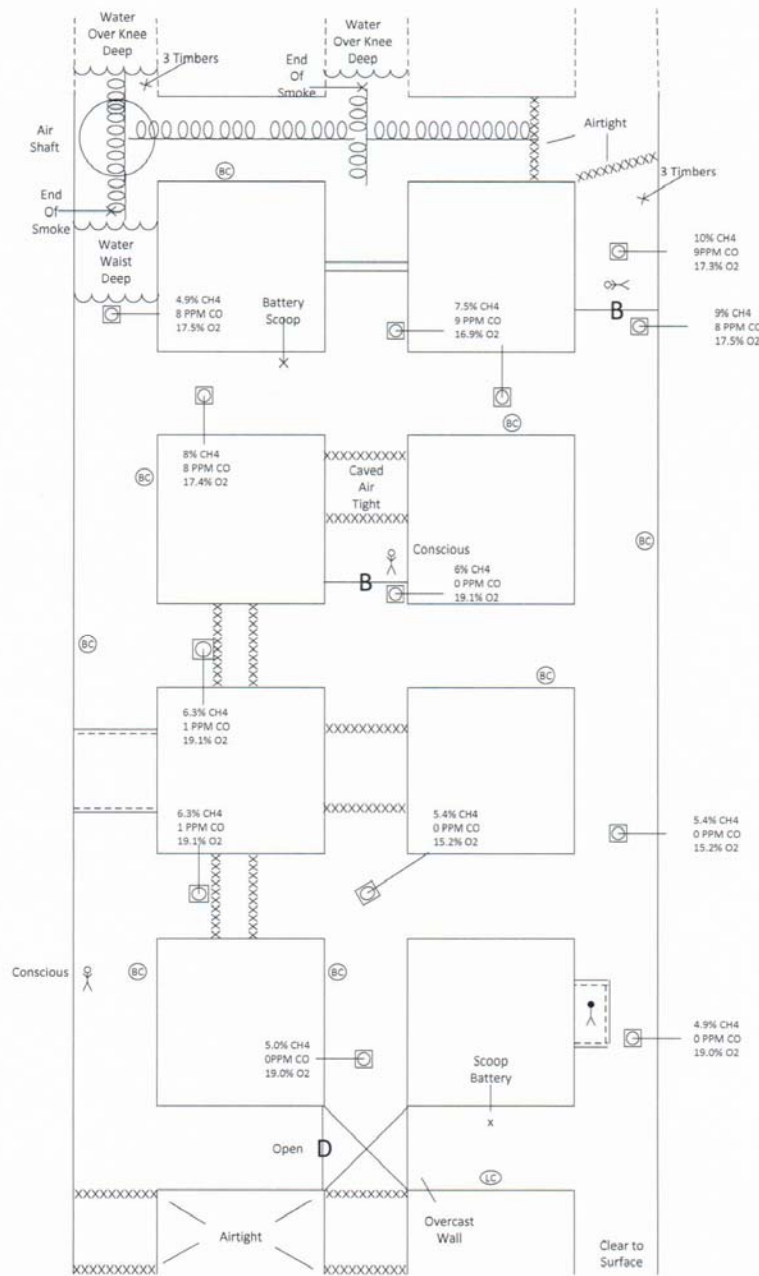 Water
Over Knee
Deep
Water
Over Knee
Deep
3 Timbers
End
Of
Smoke
Air
Shaft
Airtight
BC
3 Timbers
End
Of
Smoke
Water
Waist
Deep
10% CH4
9PPM CO
17.3% O2
4.9% CH4
8 PPM CO
17.5% O2
Battery
Scoop
7.5% CH4
9 PPM CO
16.9% O2
B
9% CH4
8 PPM CO
17.5% O2
BC
8% CH4
8 PPM CO
17.4% O2
BC
Caved
Air
Tight
BC
Conscious
B
6% CH4
0 PPM CO
19.1% O2
BC
BC
6.3% CH4
1 PPM CO
19.1% O2
6.3% CH4
1 PPM CO
19.1% O2
5.4% CH4
0 PPM CO
15.2% O2
5.4% CH4
0 PPM CO
15.2% O2
Conscious
BC
BC
5.0% CH4
0PPM CO
19.0% O2
4.9% CH4
0 PPM CO
19.0% O2
Scoop
Battery
x
Open
D
LC
Airtight
Overcast
Wall
Clear to
Surface